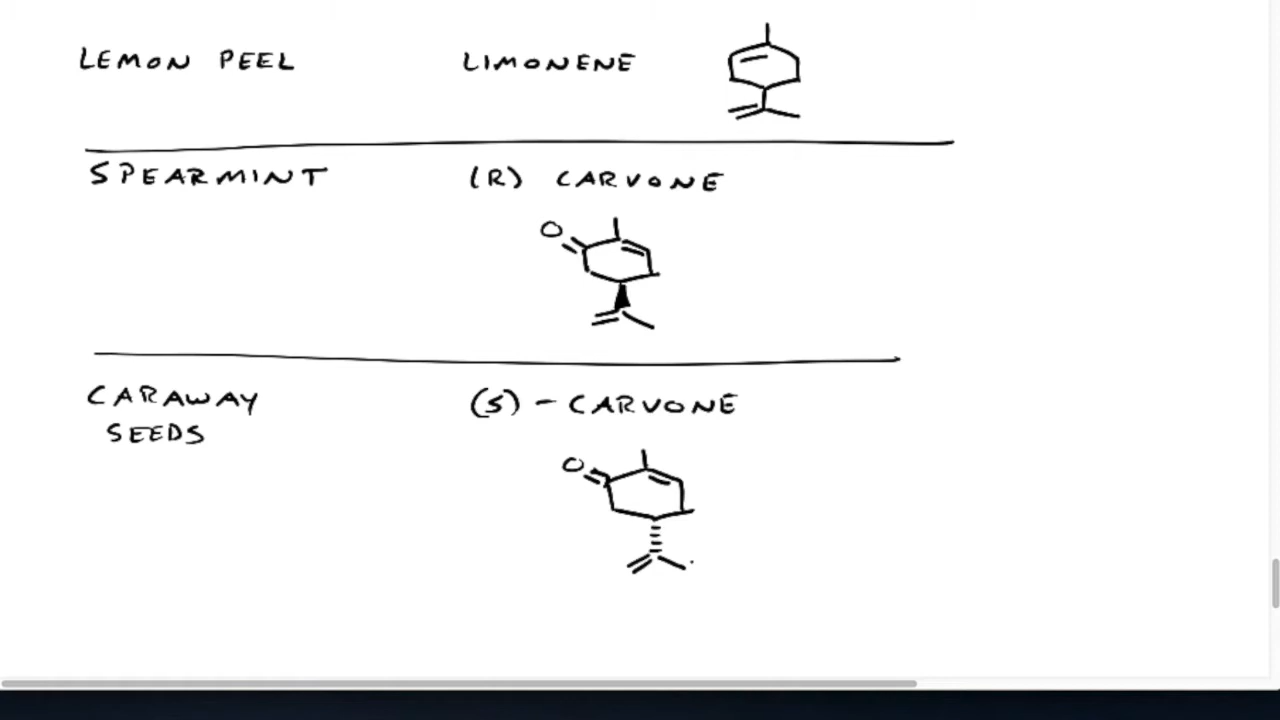 LEMON PEEL LIMONENE
SPEARMINT (R) CARVONE
O
CARAWAY (S) - CARVONE
SEEDS
O